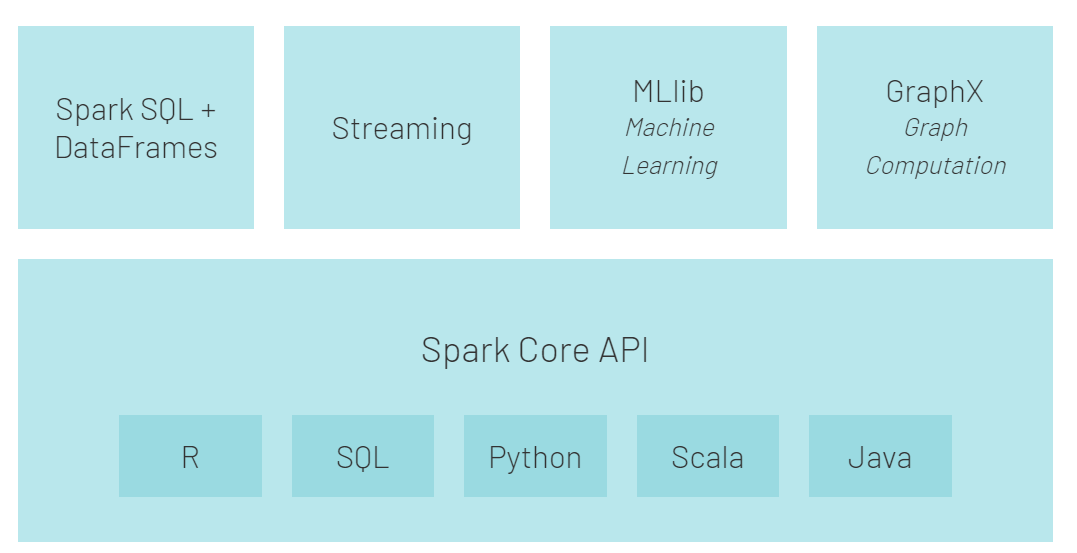 Spark SQL +
DataFrames
Streaming
MLlib
Machine
Learning
GraphX
Graph
Computation
Spark Core API
R
SQL
Python
Scala
Java